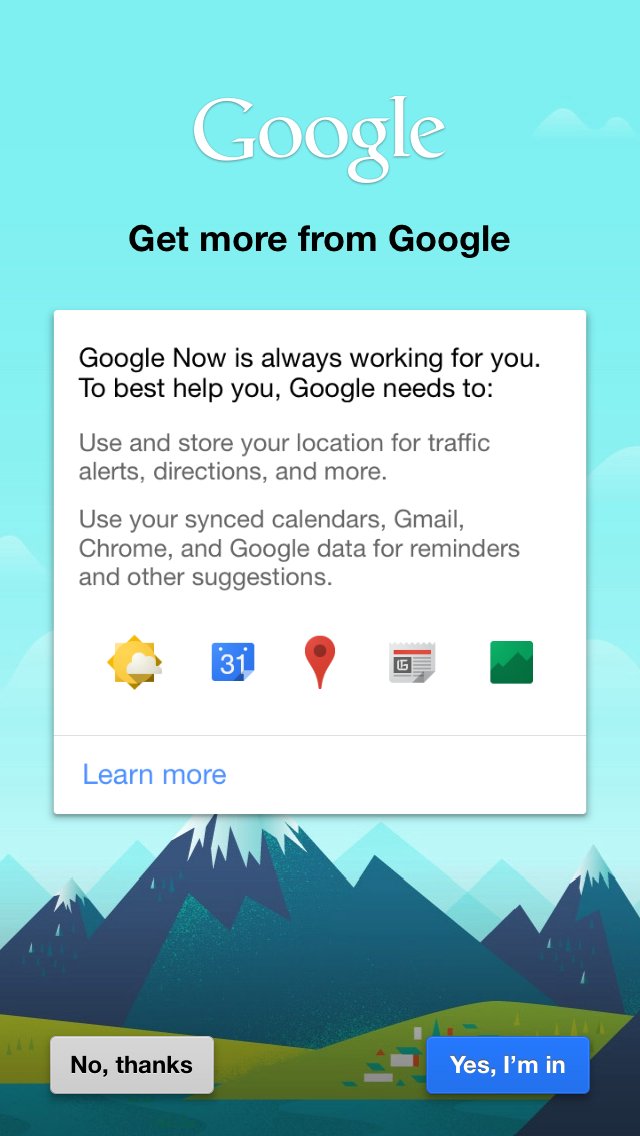 Google
Get more from Google
Google Now is always working for you.
To best help you, Google needs to:
Use and store your location for traffic
alerts, directions, and more.
Use your synced calendars, Gmail,
Chrome, and Google data for reminders
and other suggestions.
31
G
Learn more
No, thanks
Yes, I'm in